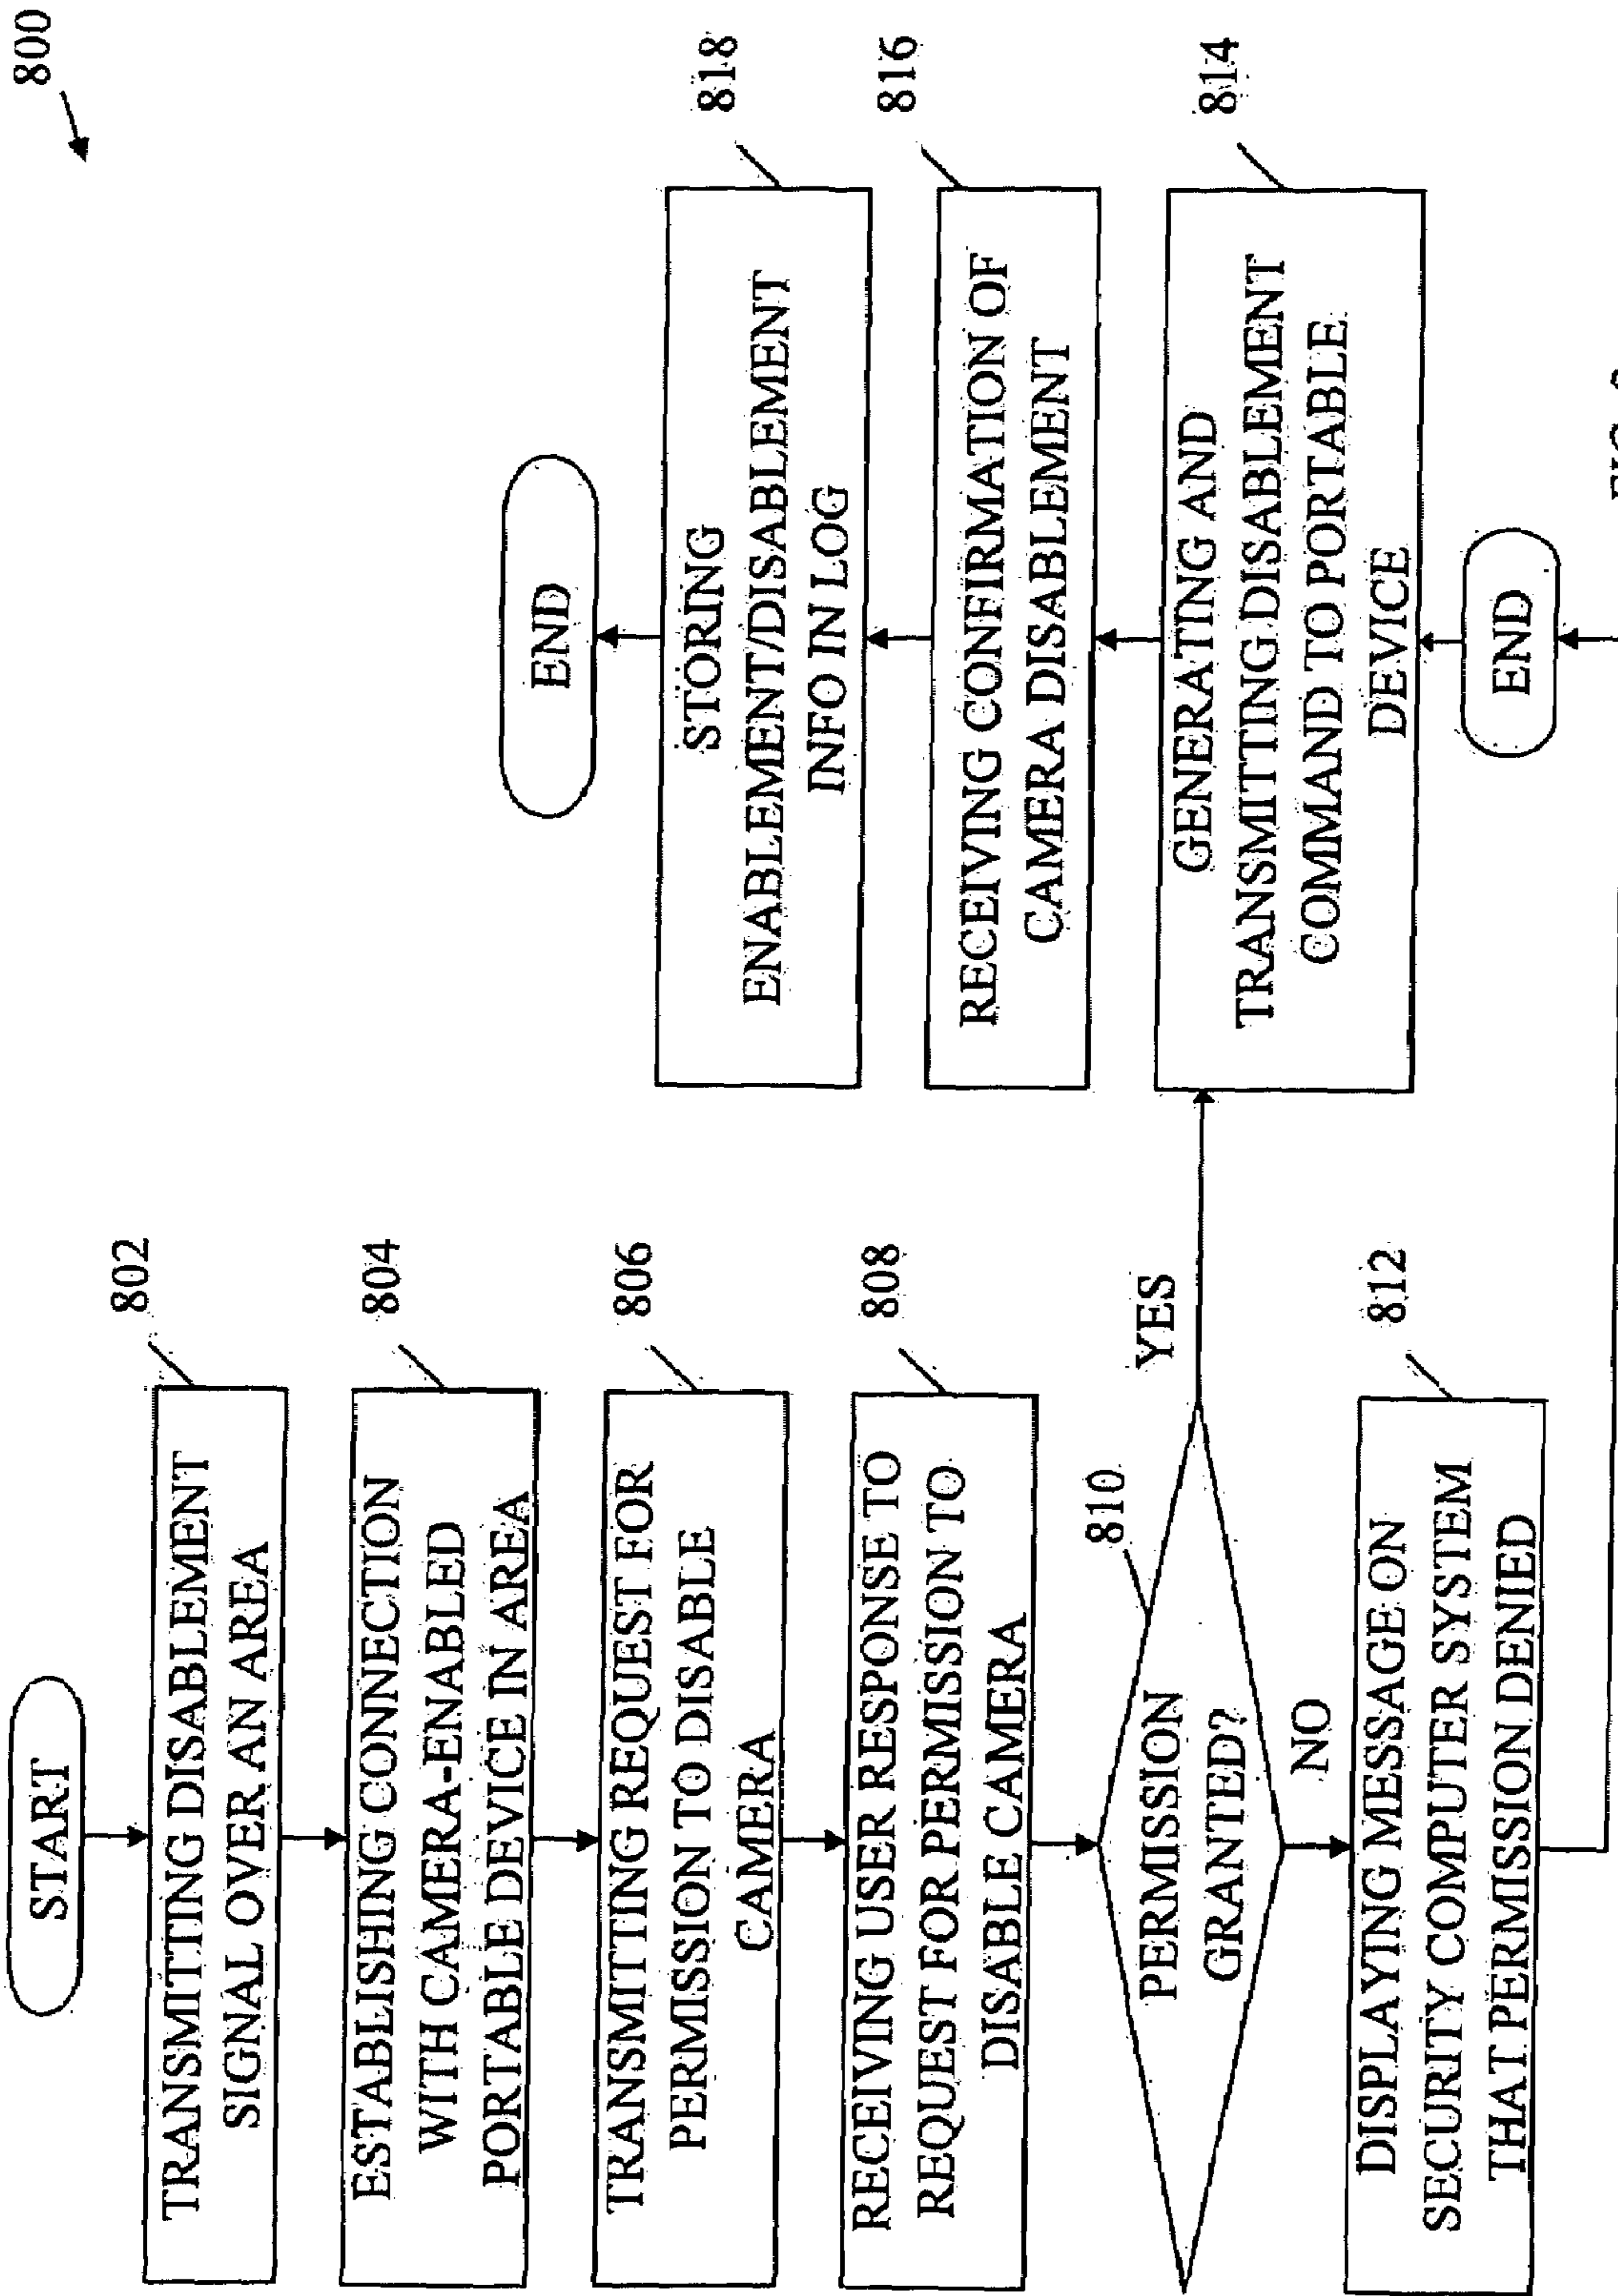 800
START
TRANSMITTING DISABLEMENT
SIGNAL OVER AN AREA
802
ESTABLISHING CONNECTION
WITH CAMERA-ENABLED
PORTABLE DEVICE IN AREA
804
TRANSMITTING REQUEST FOR
PERMISSION TO DISABLE
CAMERA
806
RECEIVING USER RESPONSE TO
REQUEST FOR PERMISSION TO
DISABLE CAMERA
808
PERMISSION
GRANTED?
810
YES
NO
DISPLAYING MESSAGE ON
SECURITY COMPUTER SYSTEM
THAT PERMISSION DENIED
812
END
GENERATING AND
TRANSMITTING DISABLEMENT
COMMAND TO PORTABLE
DEVICE
814
RECEIVING CONFIRMATION OF
CAMERA DISABLEMENT
816
STORING
ENABLEMENT/DISABLEMENT
INFO IN LOG
818
END